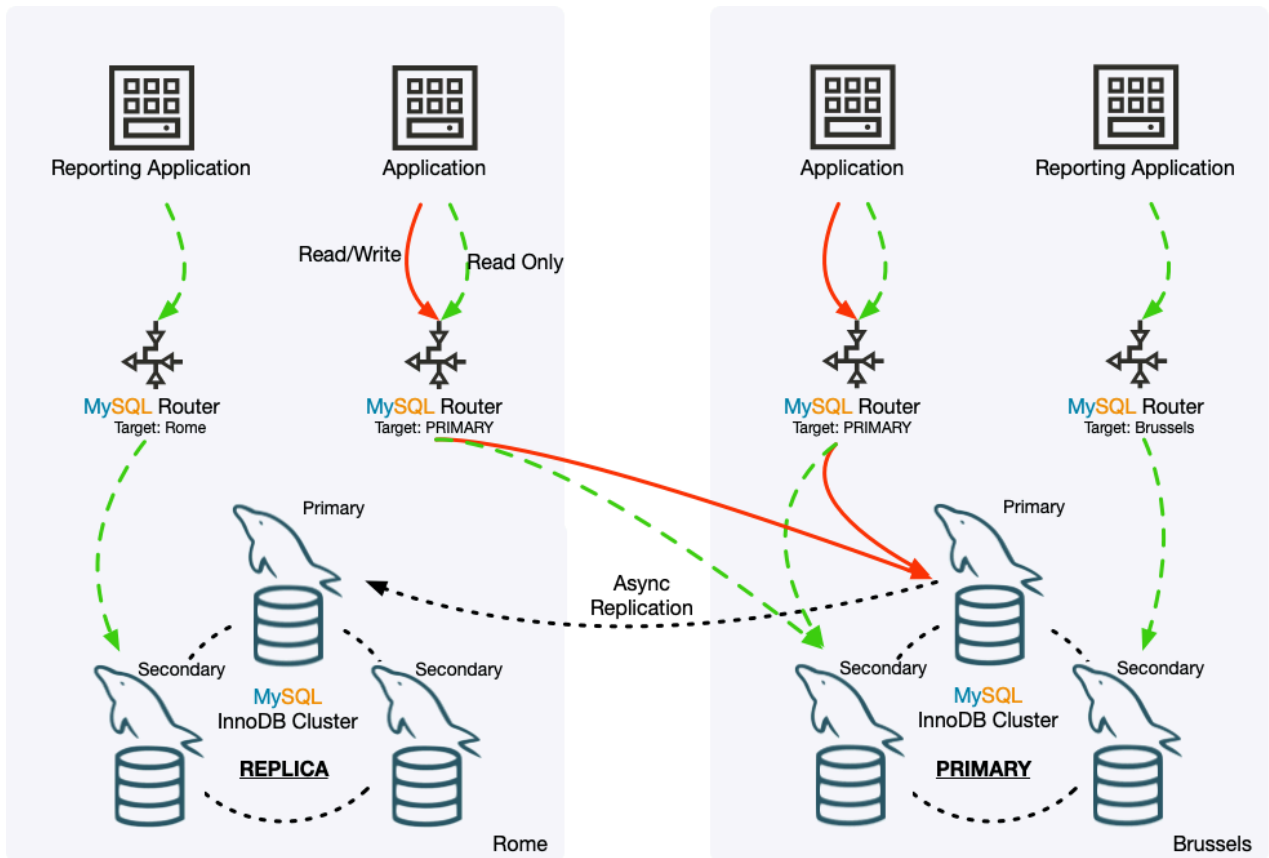 Reporting Application
Application
Application
Reporting Application
Read/Write
Read Only
MySQL Router
Target: Rome
MySQL Router
Target: PRIMARY
MySQL Router
Target: PRIMARY
MySQL Router
Target: Brussels
Primary
Primary
Async
Replication
Secondary
Secondary
Secondary
Secondary
MySQL
InnoDB Cluster
REPLICA
MySQL
InnoDB Cluster
PRIMARY
Rome
Brussels